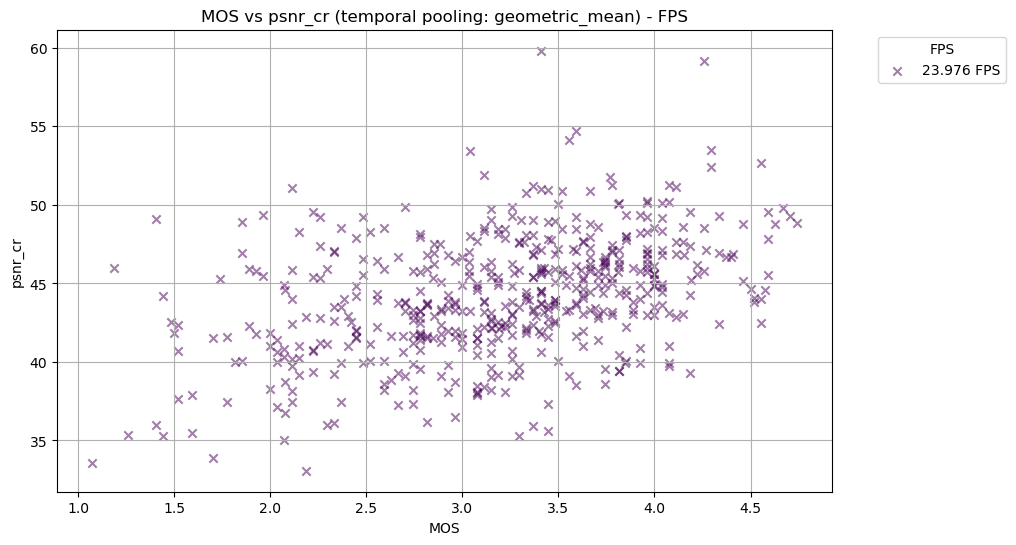 MOS vs psnr_cr (temporal pooling: geometric_mean) - FPS
FPS
23.976 FPS
psnr_cr
60
55
50
45
40
35
1.0 1.5 2.0 2.5 3.0 3.5 4.0 4.5
MOS